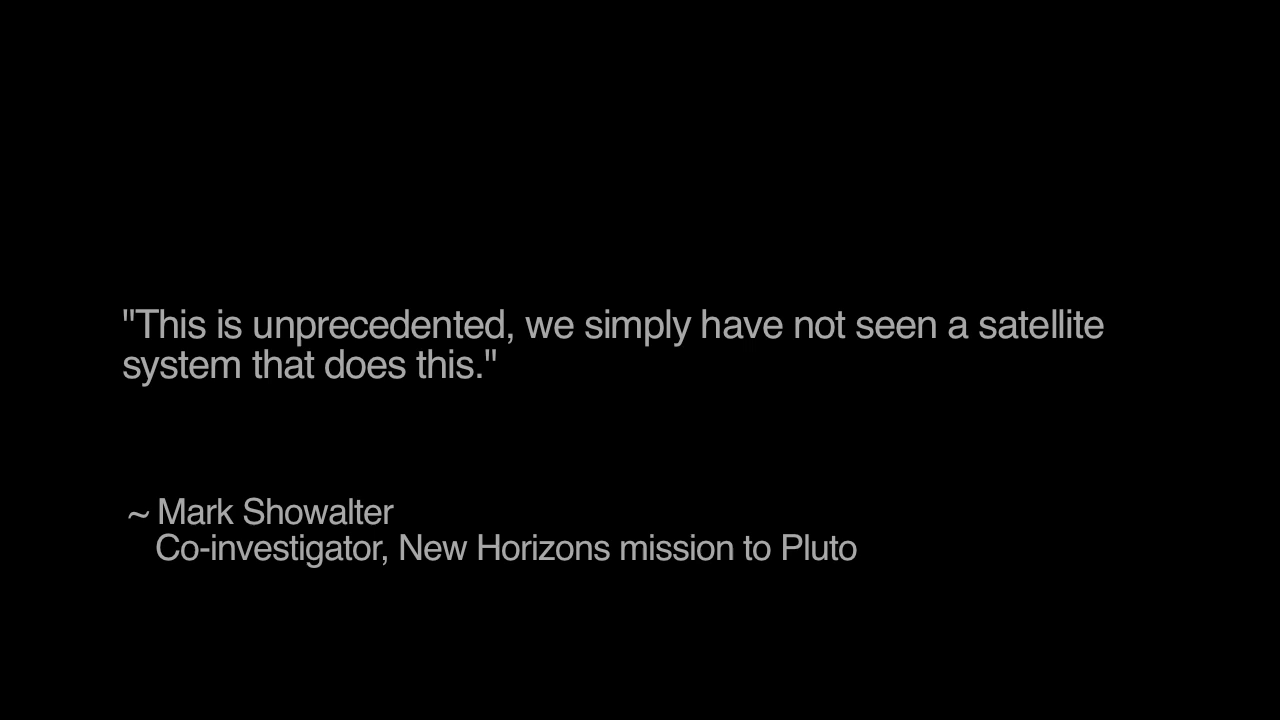 "This is unprecedented, we simply have not seen a satellite
system that does this."
~ Mark Showalter
Co-investigator, New Horizons mission to Pluto